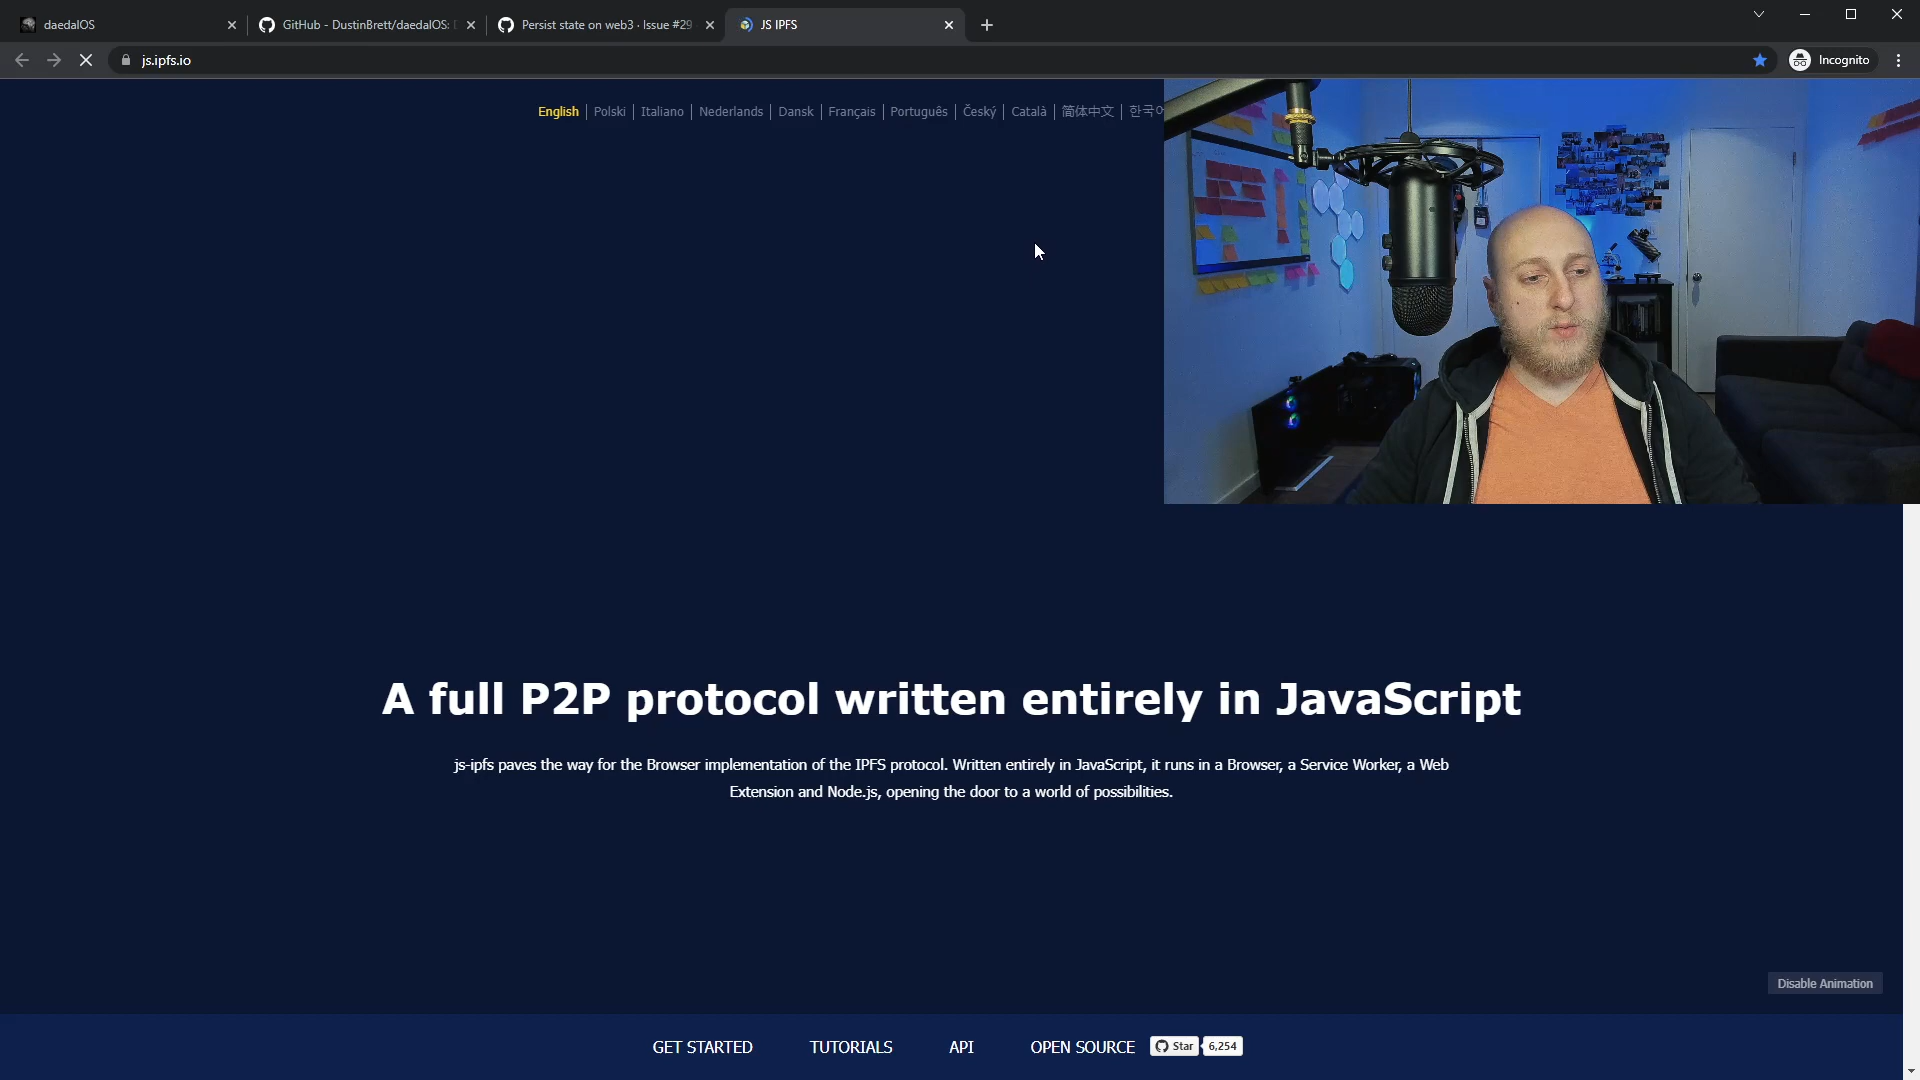 daedalOS
GitHub - DustinBrett/daedalOS:
Persist state on web3 · Issue #29
JS IPFS
js.ipfs.io
Incognito
English | Polski | Italiano | Nederlands | Dansk | Français | Português | Český | Català | 简体中文 | 한국어
A full P2P protocol written entirely in JavaScript
js-ipfs paves the way for the Browser implementation of the IPFS protocol. Written entirely in JavaScript, it runs in a Browser, a Service Worker, a Web
Extension and Node.js, opening the door to a world of possibilities.
Disable Animation
GET STARTED TUTORIALS API OPEN SOURCE Star 6,254